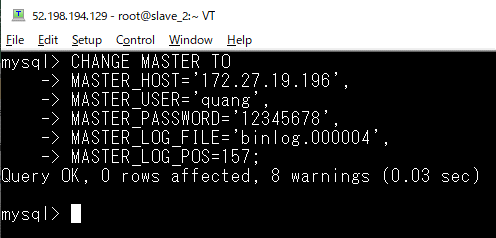 52.198.194.129 - root@slave_2:~ VT
File Edit Setup Control Window Help
mysql> CHANGE MASTER TO
    -> MASTER_HOST='172.27.19.196',
    -> MASTER_USER='quang',
    -> MASTER_PASSWORD='12345678',
    -> MASTER_LOG_FILE='binlog.000004',
    -> MASTER_LOG_POS=157;
Query OK, 0 rows affected, 8 warnings (0.03 sec)
mysql>